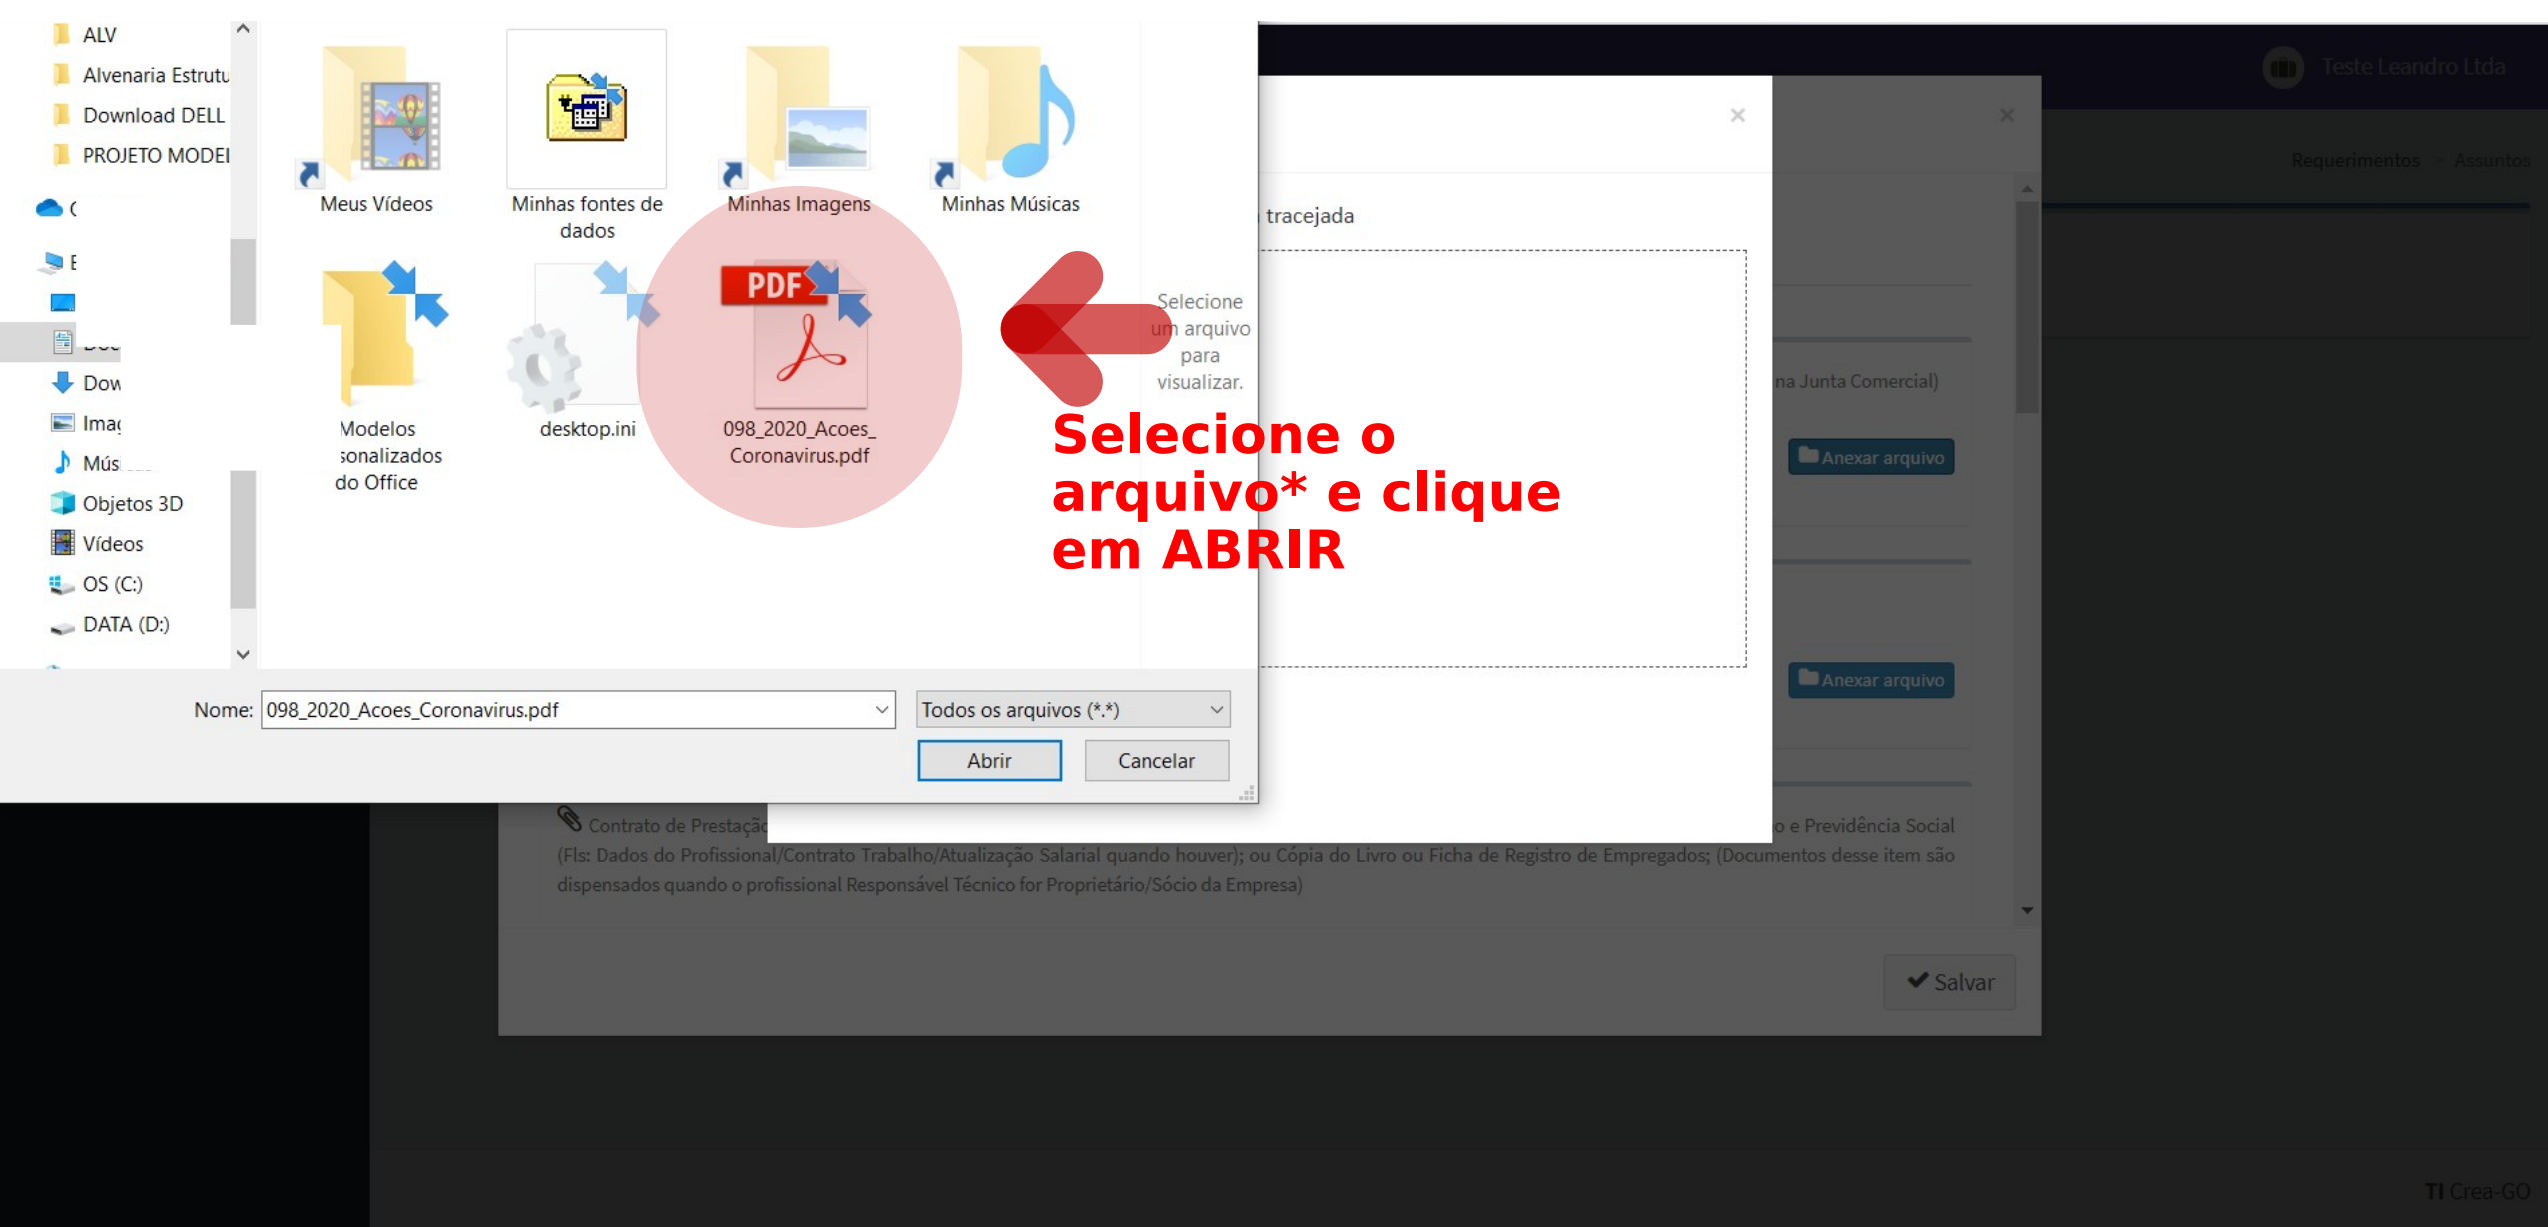 ALV
Alvenaria Estrutu
Download DELL
PROJETO MODEL
Dow
Imag
Mús
Objetos 3D
Vídeos
OS (C:)
DATA (D:)
Meus Vídeos
Minhas fontes de
dados
Minhas Imagens
Minhas Músicas
Modelos
sonalizados
do Office
desktop.ini
PDF
098_2020_Acoes_
Coronavirus.pdf
Selecione
um arquivo
para
visualizar.
Selecione o
arquivo* e clique
em ABRIR
Nome: 098_2020_Acoes_Coronavirus.pdf
Todos os arquivos (*.*)
Abrir
Cancelar
Teste Leandro Ltda
Requerimentos
Assuntos
tracejada
na Junta Comercial)
Anexar arquivo
Anexar arquivo
Contrato de Prestação
o e Previdência Social
(Fls: Dados do Profissional/Contrato Trabalho/Atualização Salarial quando houver); ou Cópia do Livro ou Ficha de Registro de Empregados; (Documentos desse item são
dispensados quando o profissional Responsável Técnico for Proprietário/Sócio da Empresa)
Salvar
TI Crea-GO